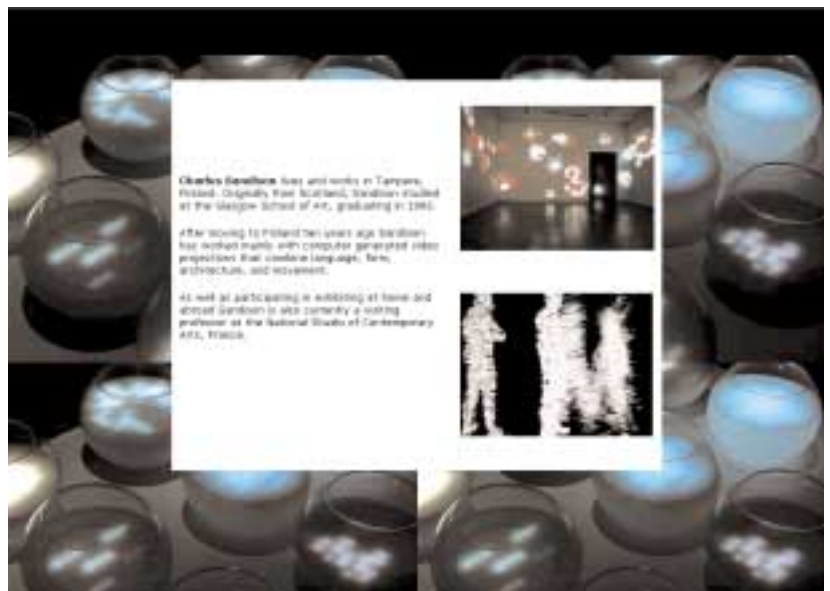 Charles Sandison lives and works in Tampere,
Finland. Originally from Scotland, Sandison studied
at the Glasgow School of Art, graduating in
After moving to Finland ten years ago Sandison
has worked mainly with computer generated video
projections that combine language, form,
architecture, and movement.
As well as participating in exhibiting at home and
abroad Sandison is also currently a visiting
professor at the National Studio of Contemporary
Arts, France.